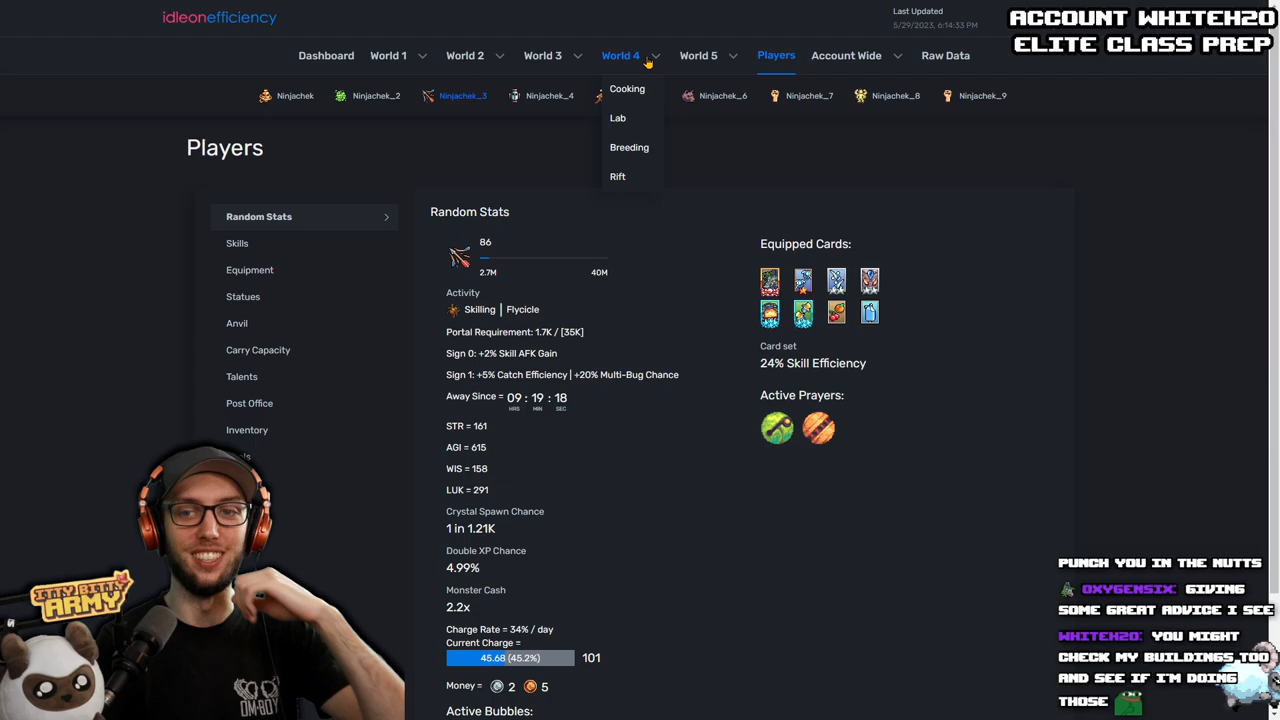 idleonefficiency
Last Updated
5/29/2023, 6:14:33 PM
ACCOUNT WHITEH2O
ELITE CLASS PREP
Dashboard World 1 World 2 World 3 World 4 World 5 Players Account Wide Raw Data
Ninjachek Ninjachek_2 Ninjachek_3 Ninjachek_4 Ninjachek_6 Ninjachek_7 Ninjachek_8 Ninjachek_9
Cooking
Lab
Breeding
Rift
Players
Random Stats
Skills
Equipment
Statues
Anvil
Carry Capacity
Talents
Post Office
Inventory
Random Stats
86
2.7M 40M
Activity
Skilling | Flycicle
Portal Requirement: 1.7K / [35K]
Sign 0: +2% Skill AFK Gain
Sign 1: +5% Catch Efficiency | +20% Multi-Bug Chance
Away Since = 09 : 19 : 18
HRS MIN SEC
STR = 161
AGI = 615
WIS = 158
LUK = 291
Crystal Spawn Chance
1 in 1.21K
Double XP Chance
4.99%
Monster Cash
2.2x
Charge Rate = 34% / day
Current Charge =
45.68 (45.2%) 101
Money = 2 5
Active Bubbles:
Equipped Cards:
Card set
24% Skill Efficiency
Active Prayers:
ITTY BITTY
ARMY
OM-BOY
PUNCH YOU IN THE NUTTS
OXYGENSIX: GIVING
SOME GREAT ADVICE I SEE
WHITEH2O: YOU MIGHT
CHECK MY BUILDINGS TOO
AND SEE IF I'M DOING
THOSE